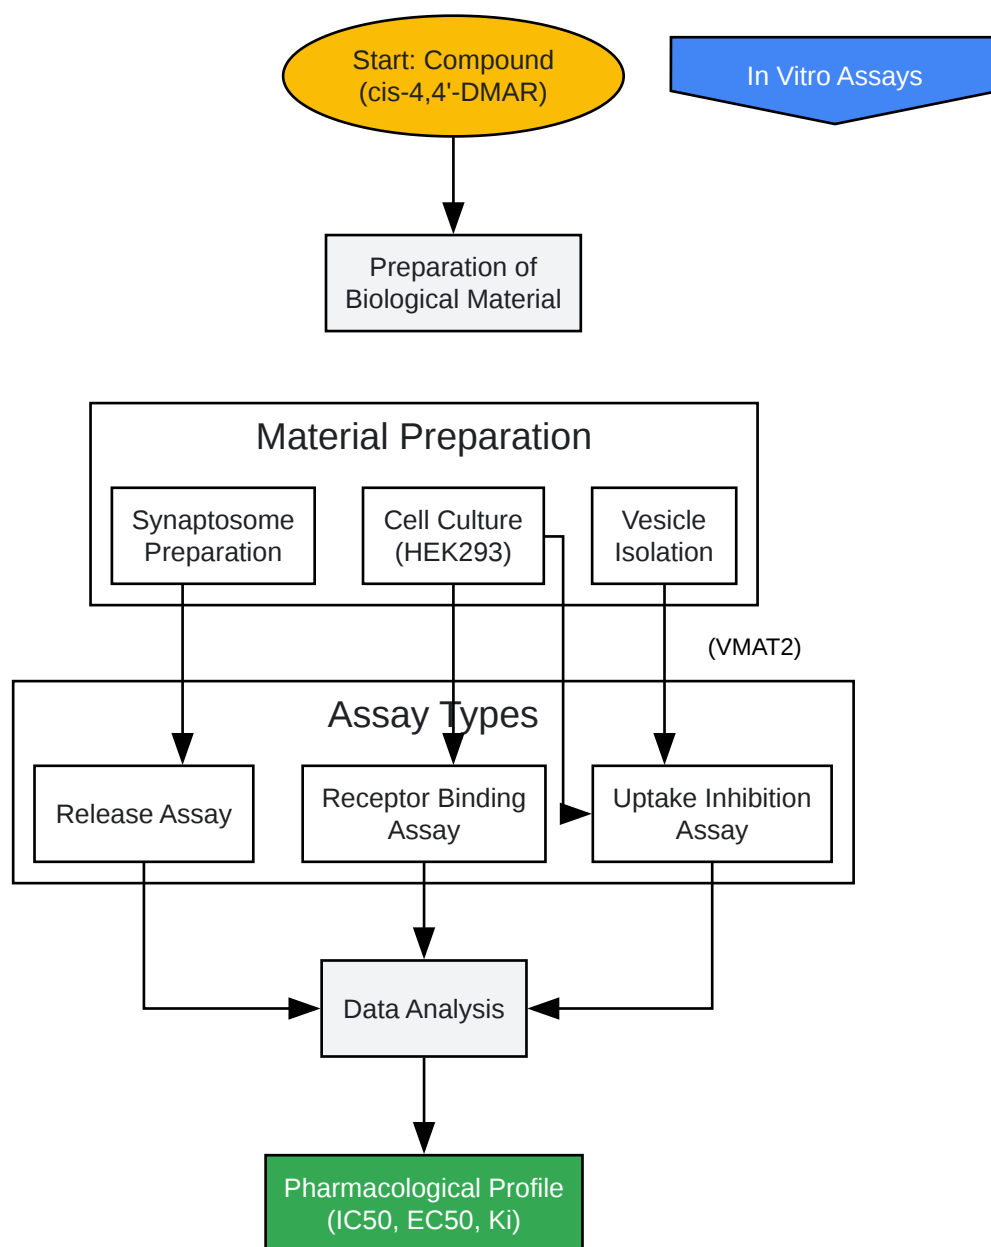 Start: Compound
(cis-4,4'-DMAR)
In Vitro Assays
Preparation of
Biological Material
Material Preparation
Synaptosome
Preparation
Cell Culture
(HEK293)
Vesicle
Isolation
(VMAT2)
Assay Types
Release Assay
Receptor Binding
Assay
Uptake Inhibition
Assay
Data Analysis
Pharmacological Profile
(IC50, EC50, Ki)